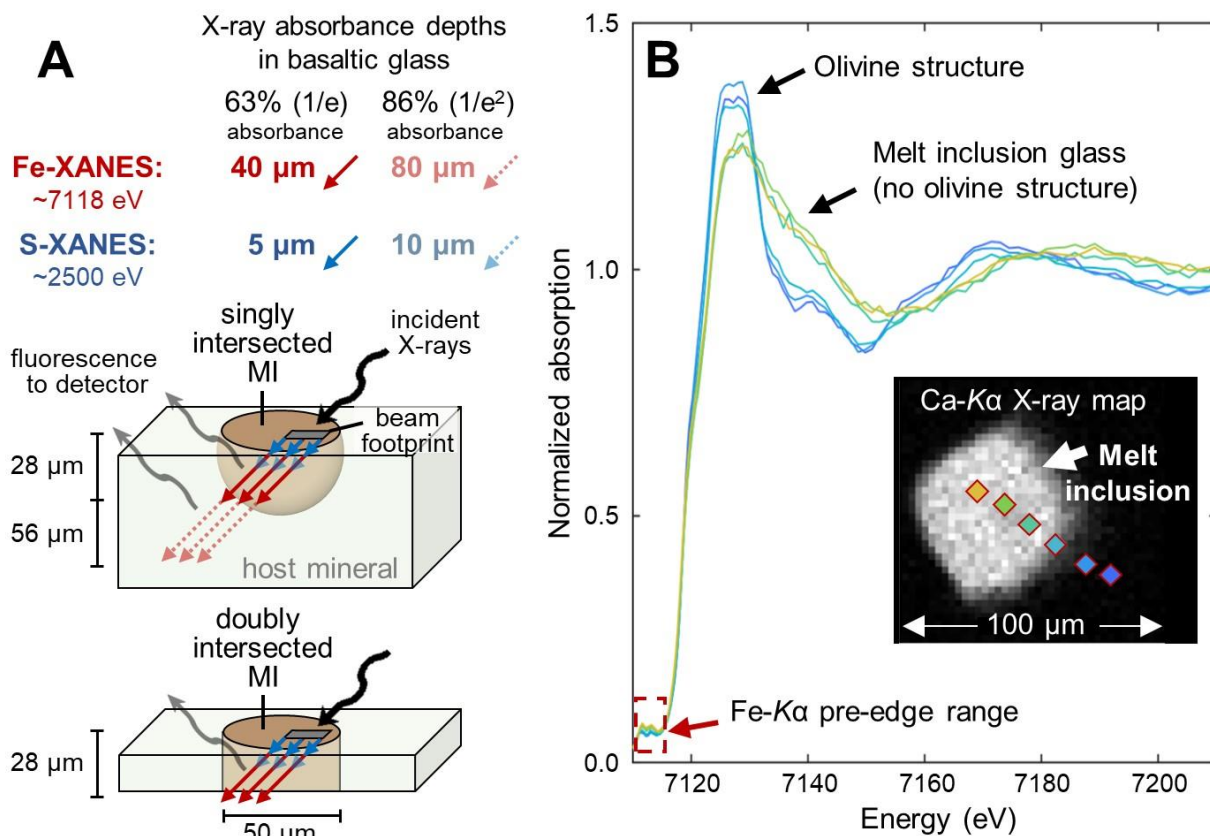 A
X-ray absorbance depths
in basaltic glass
63% (1/e)
absorbance
86% (1/e²)
absorbance
Fe-XANES:
~7118 eV
40 µm
80 µm
S-XANES:
~2500 eV
5 µm
10 µm
singly
intersected
MI
incident
X-rays
fluorescence
to detector
beam
footprint
28 µm
56 µm
host mineral
doubly
intersected
MI
28 µm
50 µm
B
Olivine structure
Melt inclusion glass
(no olivine structure)
Ca-Kα X-ray map
Melt
inclusion
100 µm
Fe-Kα pre-edge range
Normalized absorption
1.5
1.0
0.5
0.0
7120
7140
7160
7180
7200
Energy (eV)